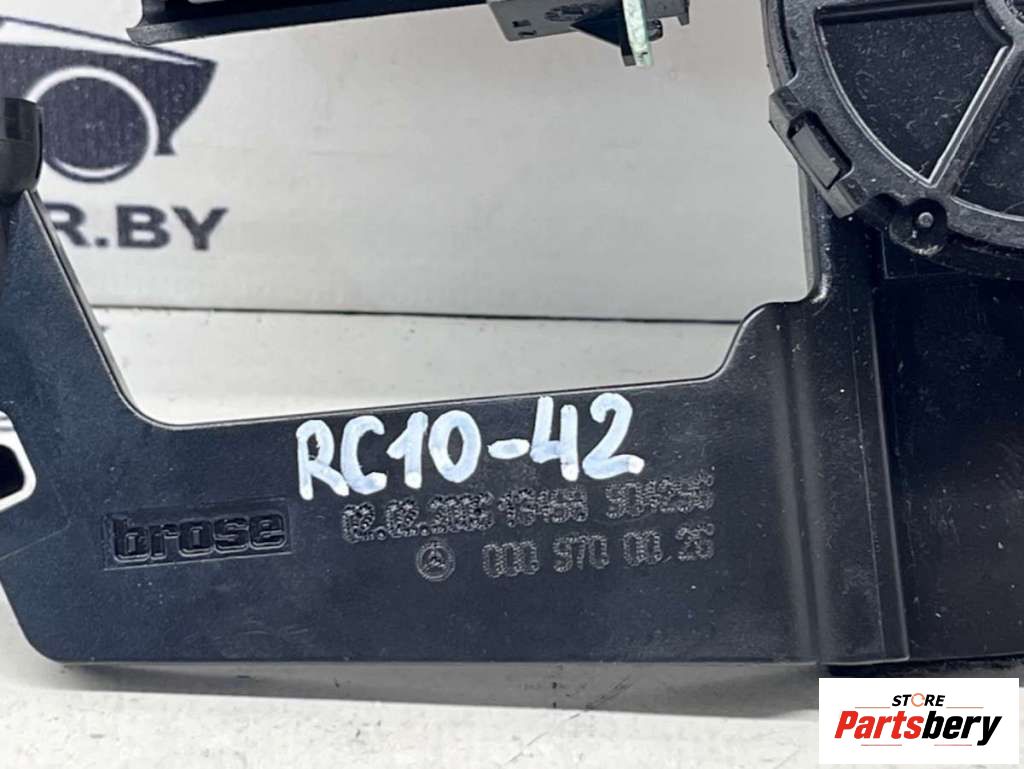 R.BY
RC10-42
brose
000 970 00 26
STORE
Partsbery